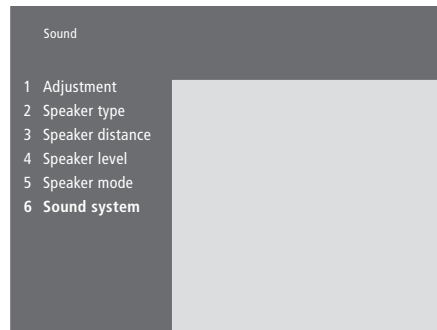 Sound
1 Adjustment
2 Speaker type
3 Speaker distance
4 Speaker level
5 Speaker mode
6 Sound system